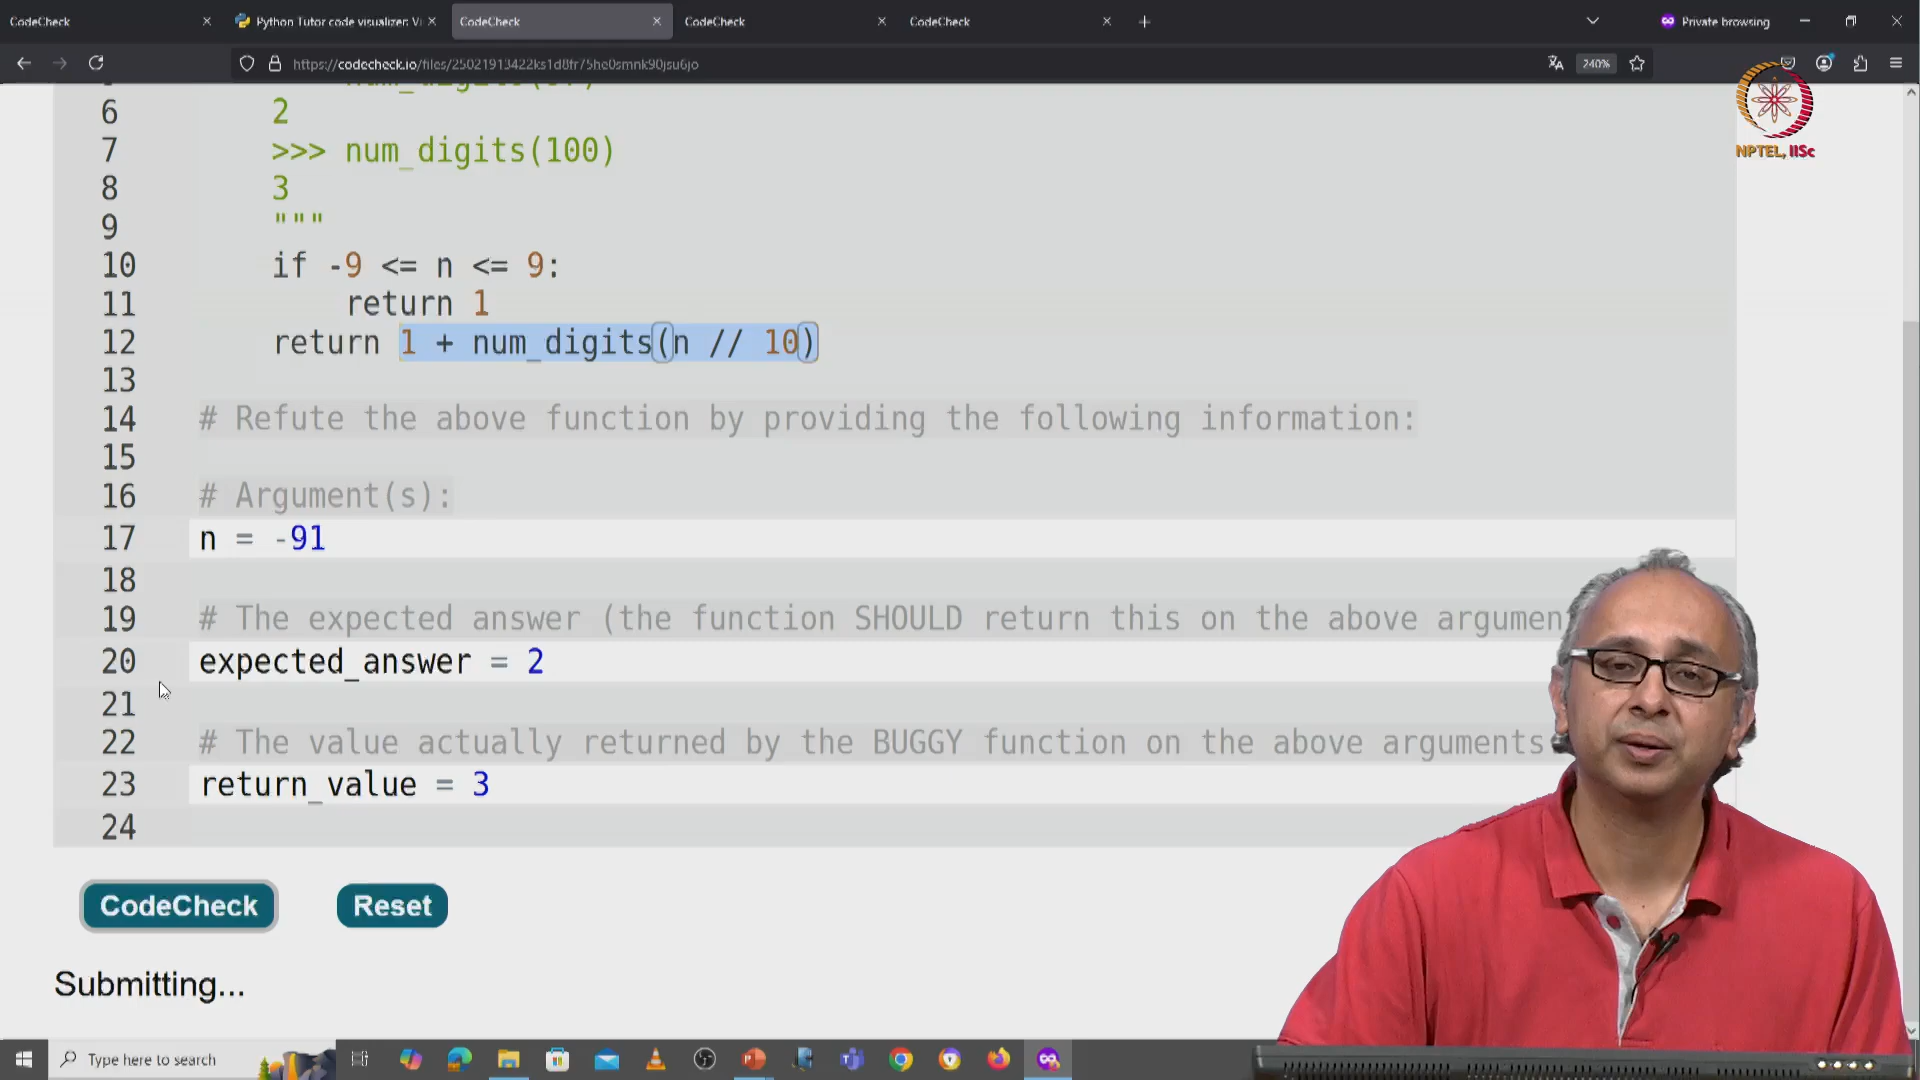 CodeCheck
Python Tutor code visualizer: Vi
CodeCheck
CodeCheck
CodeCheck
Private browsing
https://codecheck.io/files/25021913422ks1d8fr75he0smnk90jsu6jo
240%
NPTEL, IISc
6 2
7 >>> num_digits(100)
8 3
9 """
10 if -9 <= n <= 9:
11 return 1
12 return 1 + num_digits(n // 10)
13
14 # Refute the above function by providing the following information:
15
16 # Argument(s):
17 n = -91
18
19 # The expected answer (the function SHOULD return this on the above argumen
20 expected_answer = 2
21
22 # The value actually returned by the BUGGY function on the above arguments
23 return_value = 3
24
CodeCheck
Reset
Submitting...
Type here to search